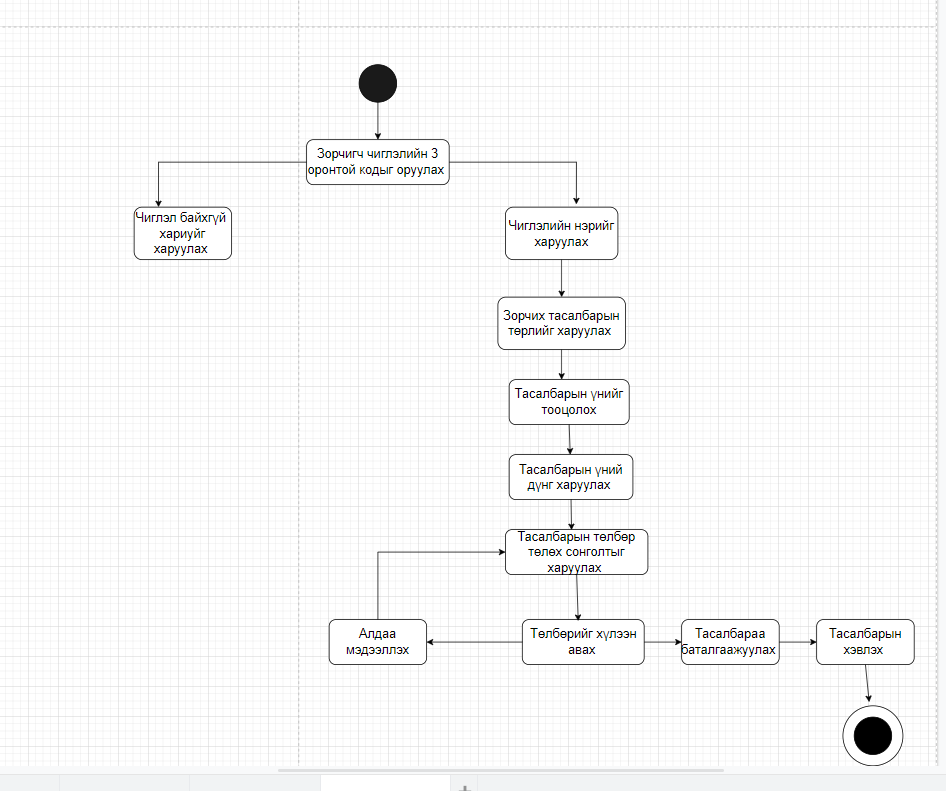 Зорчигч чиглэлийн 3
оронтой кодыг оруулах
Чиглэл байхгүй
хариуйг
харуулах
Чиглэлийн нэрийг
харуулах
Зорчих тасалбарын
төрлийг харуулах
Тасалбарын үнийг
тооцолох
Тасалбарын үний
дүнг харуулах
Тасалбарын төлбөр
төлөх сонголтыг
харуулах
Алдаа
мэдээллэх
Төлбөрийг хүлээн
авах
Тасалбараа
баталгаажуулах
Тасалбарын
хэвлэх